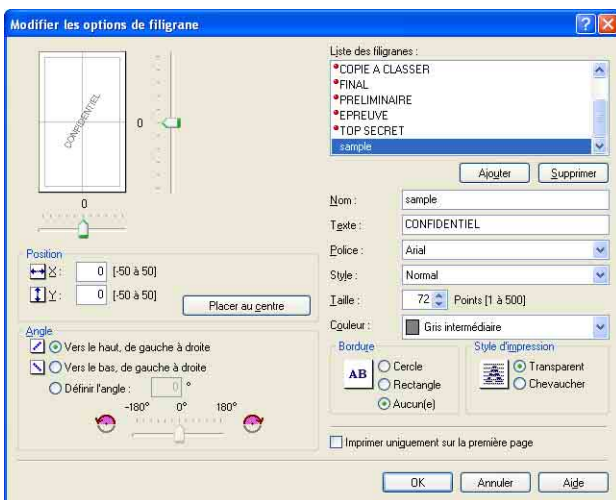 Modifier les options de filigrane
CONFIDENTIEL
0
0
Position
X : 0 [-50 à 50]
Y : 0 [-50 à 50]
Placer au centre
Angle
Vers le haut, de gauche à droite
Vers le bas, de gauche à droite
Définir l'angle : 0 °
-180° 0° 180°
Liste des filigranes :
COPIE A CLASSER
FINAL
PRELIMINAIRE
EPREUVE
TOP SECRET
sample
Ajouter Supprimer
Nom : sample
Texte : CONFIDENTIEL
Police : Arial
Style : Normal
Taille : 72 Points [1 à 500]
Couleur : Gris intermédiaire
Bordure
AB
Cercle
Rectangle
Aucun(e)
Style d'impression
Transparent
Chevaucher
Imprimer uniquement sur la première page
OK Annuler Aide